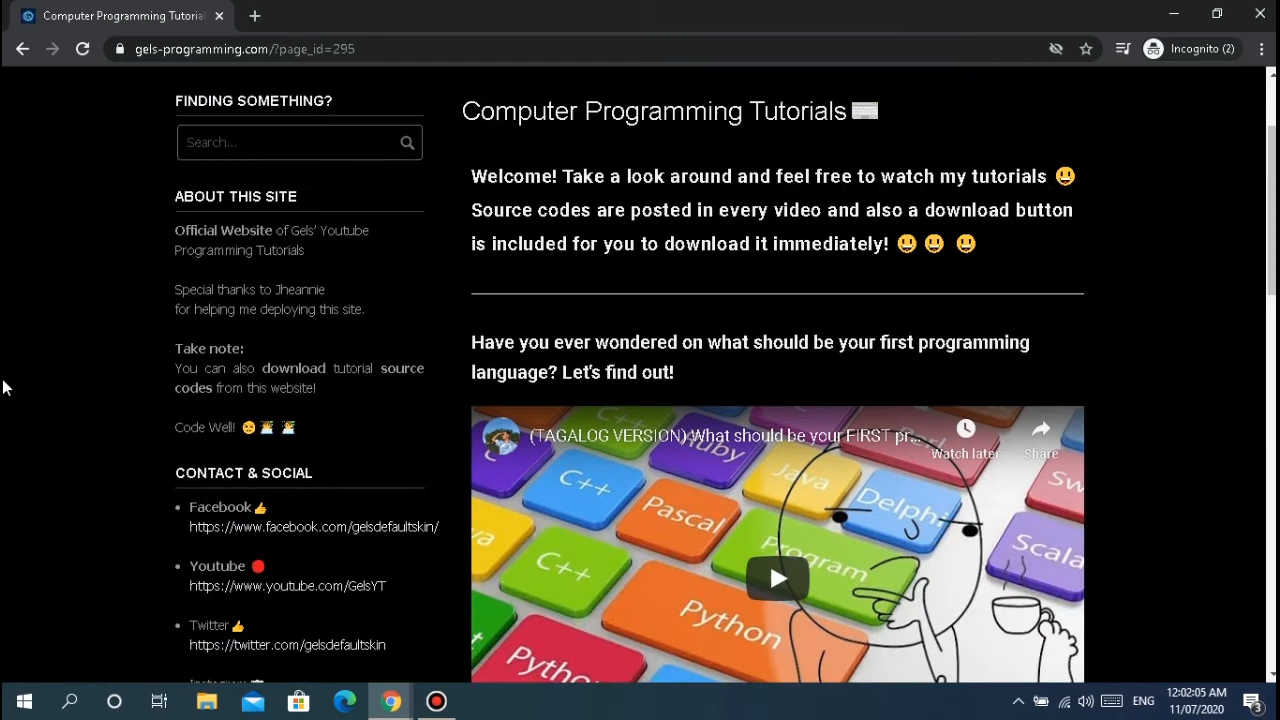 Computer Programming Tutoria
gels-programming.com/?page_id=295
Incognito (2)
FINDING SOMETHING?
Search...
ABOUT THIS SITE
Official Website of Gels' Youtube
Programming Tutorials
Special thanks to Jheannie
for helping me deploying this site.
Take note:
You can also download tutorial source
codes from this website!
Code Well! 😉
CONTACT & SOCIAL
Facebook👍
https://www.facebook.com/gelsdefaultskin/
Youtube 🔴
https://www.youtube.com/GelsYT
Twitter👍
https://twitter.com/gelsdefaultskin
Computer Programming Tutorials⌨
Welcome! Take a look around and feel free to watch my tutorials 😃
Source codes are posted in every video and also a download button
is included for you to download it immediately! 😃 😃 😃
Have you ever wondered on what should be your first programming
language? Let's find out!
(TAGALOG VERSION) What should be your FIRST pr...
Watch later
Share
Ruby
Perl
C++
Java
Delphi
Pascal
Scala
C++
Program
Python
Python
ENG
12:02:05 AM
11/07/2020
3